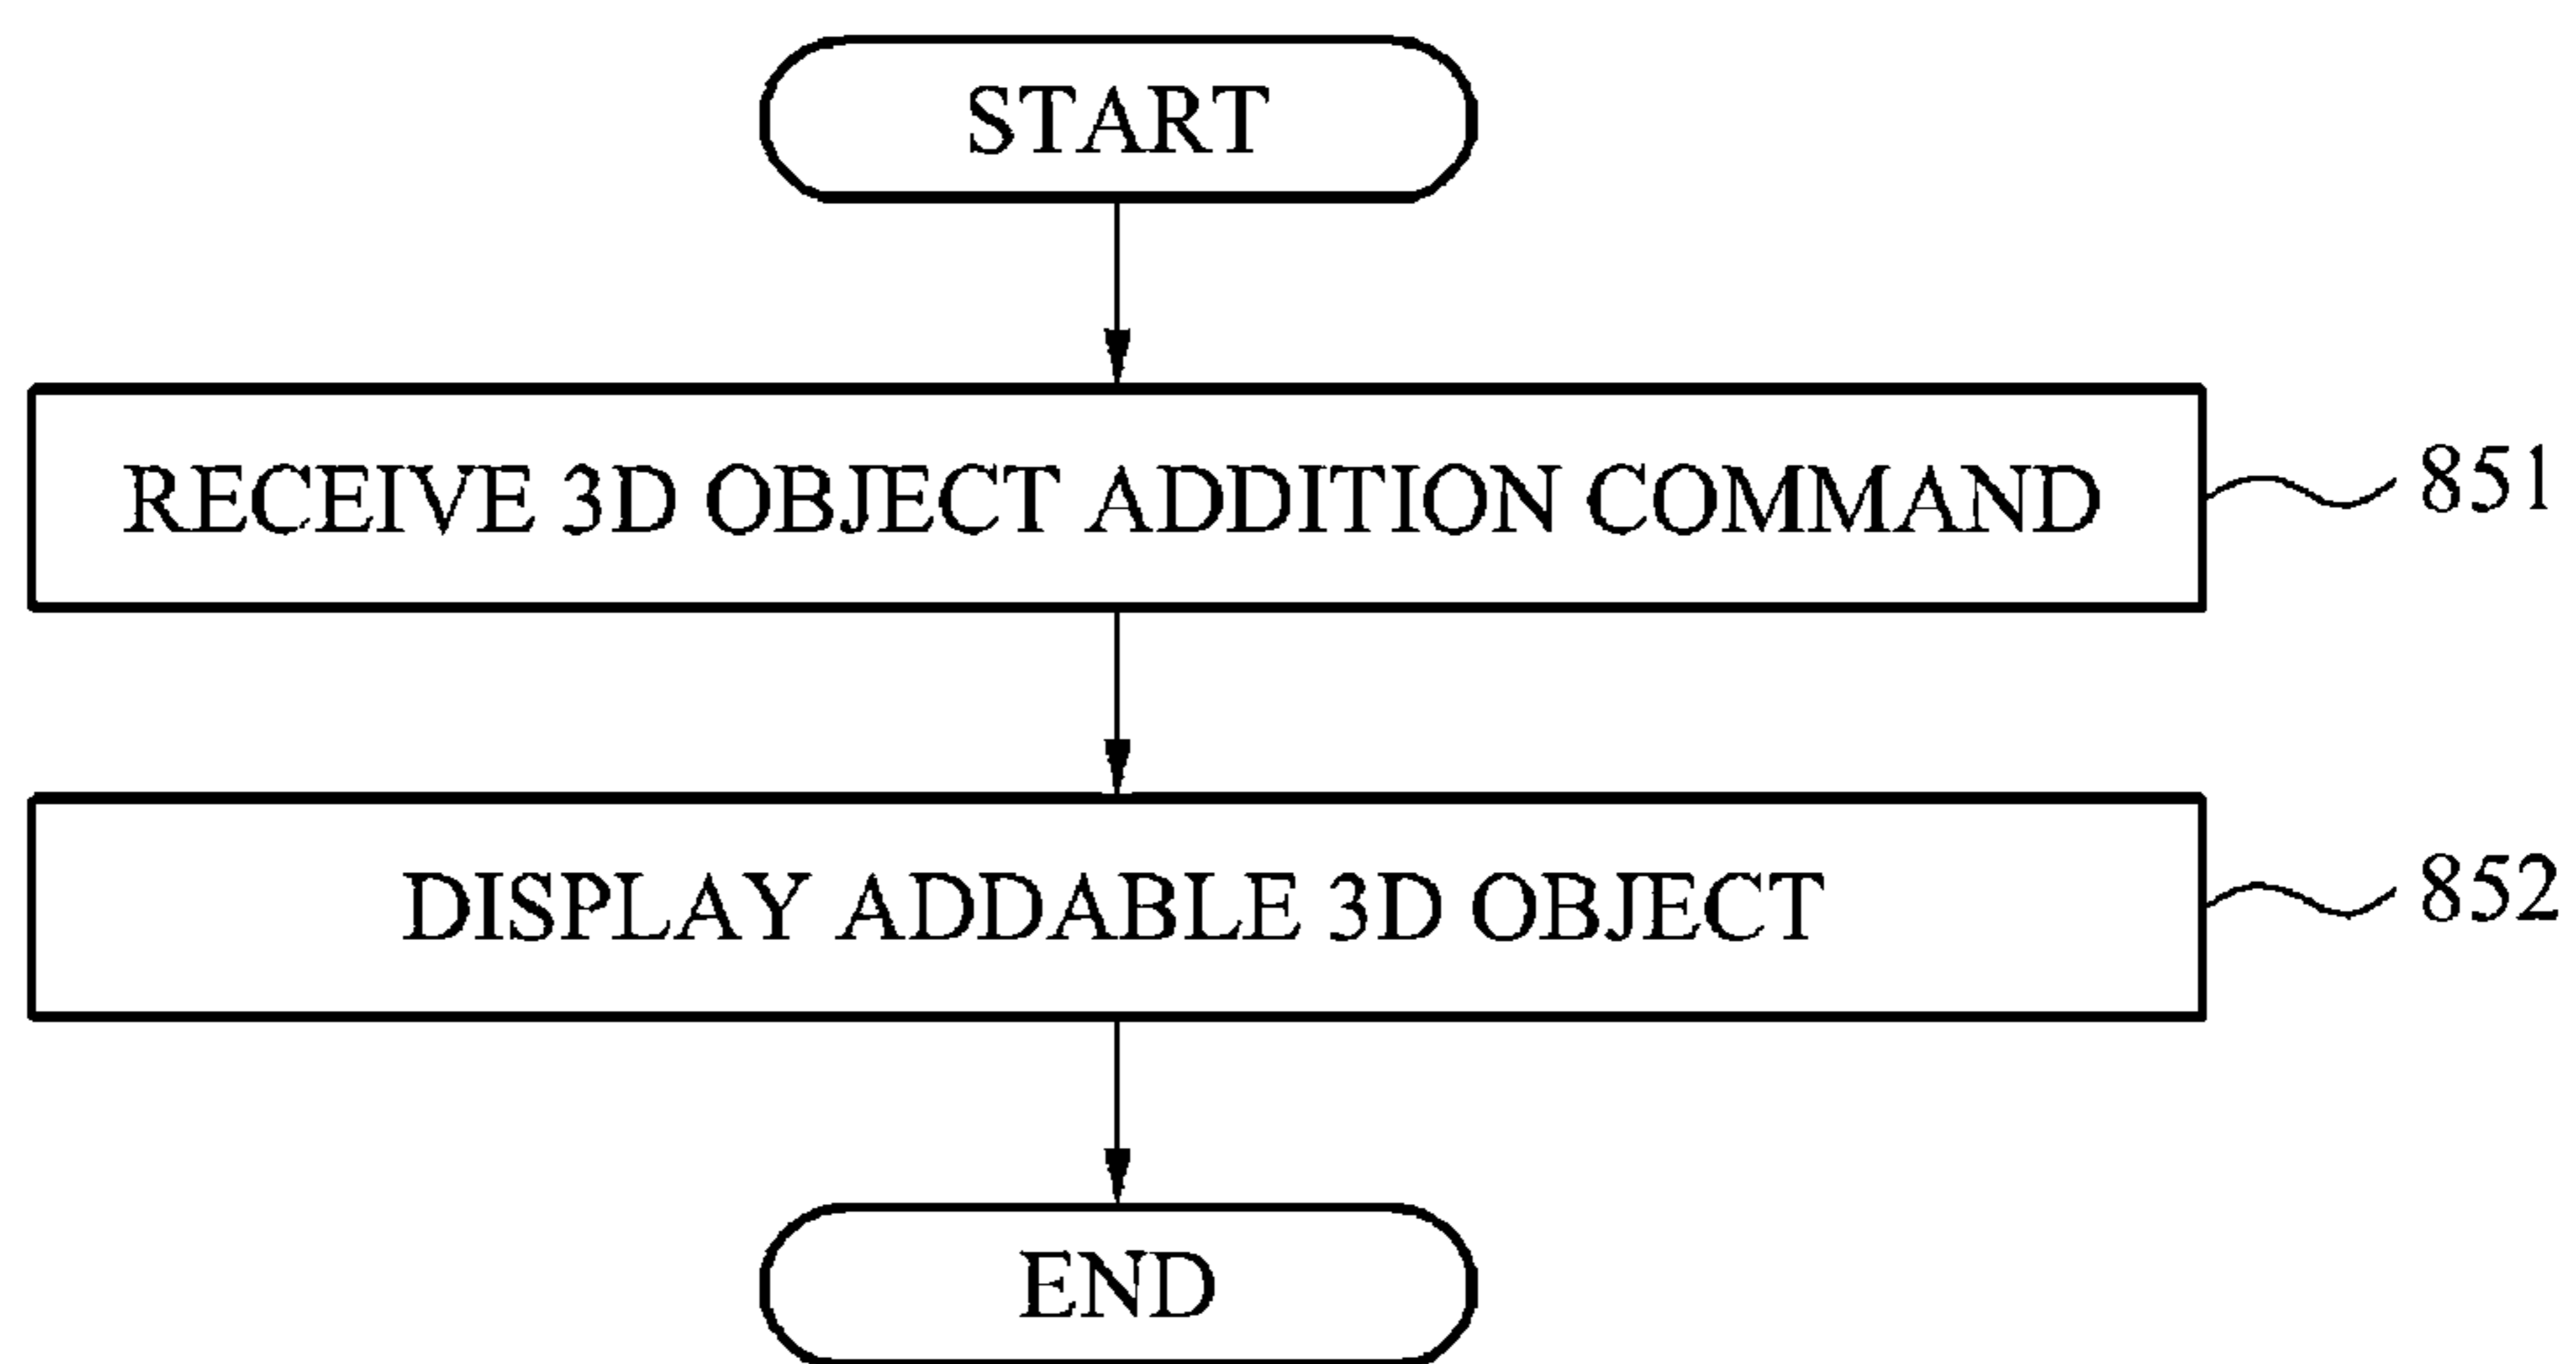 START
RECEIVE 3D OBJECT ADDITION COMMAND
851
DISPLAY ADDABLE 3D OBJECT
852
END